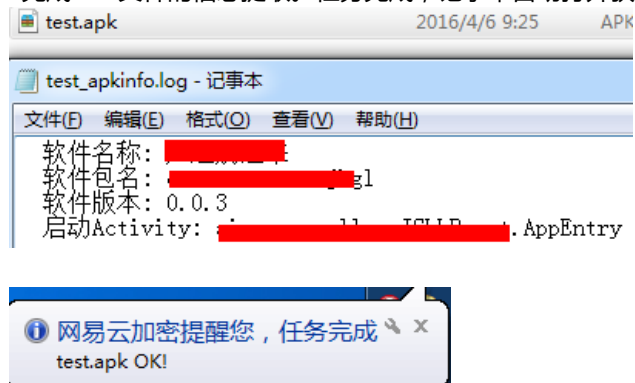 test.apk 2016/4/6 9:25 APK
test_apkinfo.log - 记事本
文件(F) 编辑(E) 格式(O) 查看(V) 帮助(H)
软件名称:
软件包名: gl
软件版本: 0.0.3
启动Activity: .AppEntry
网易云加密提醒您，任务完成
test.apk OK!